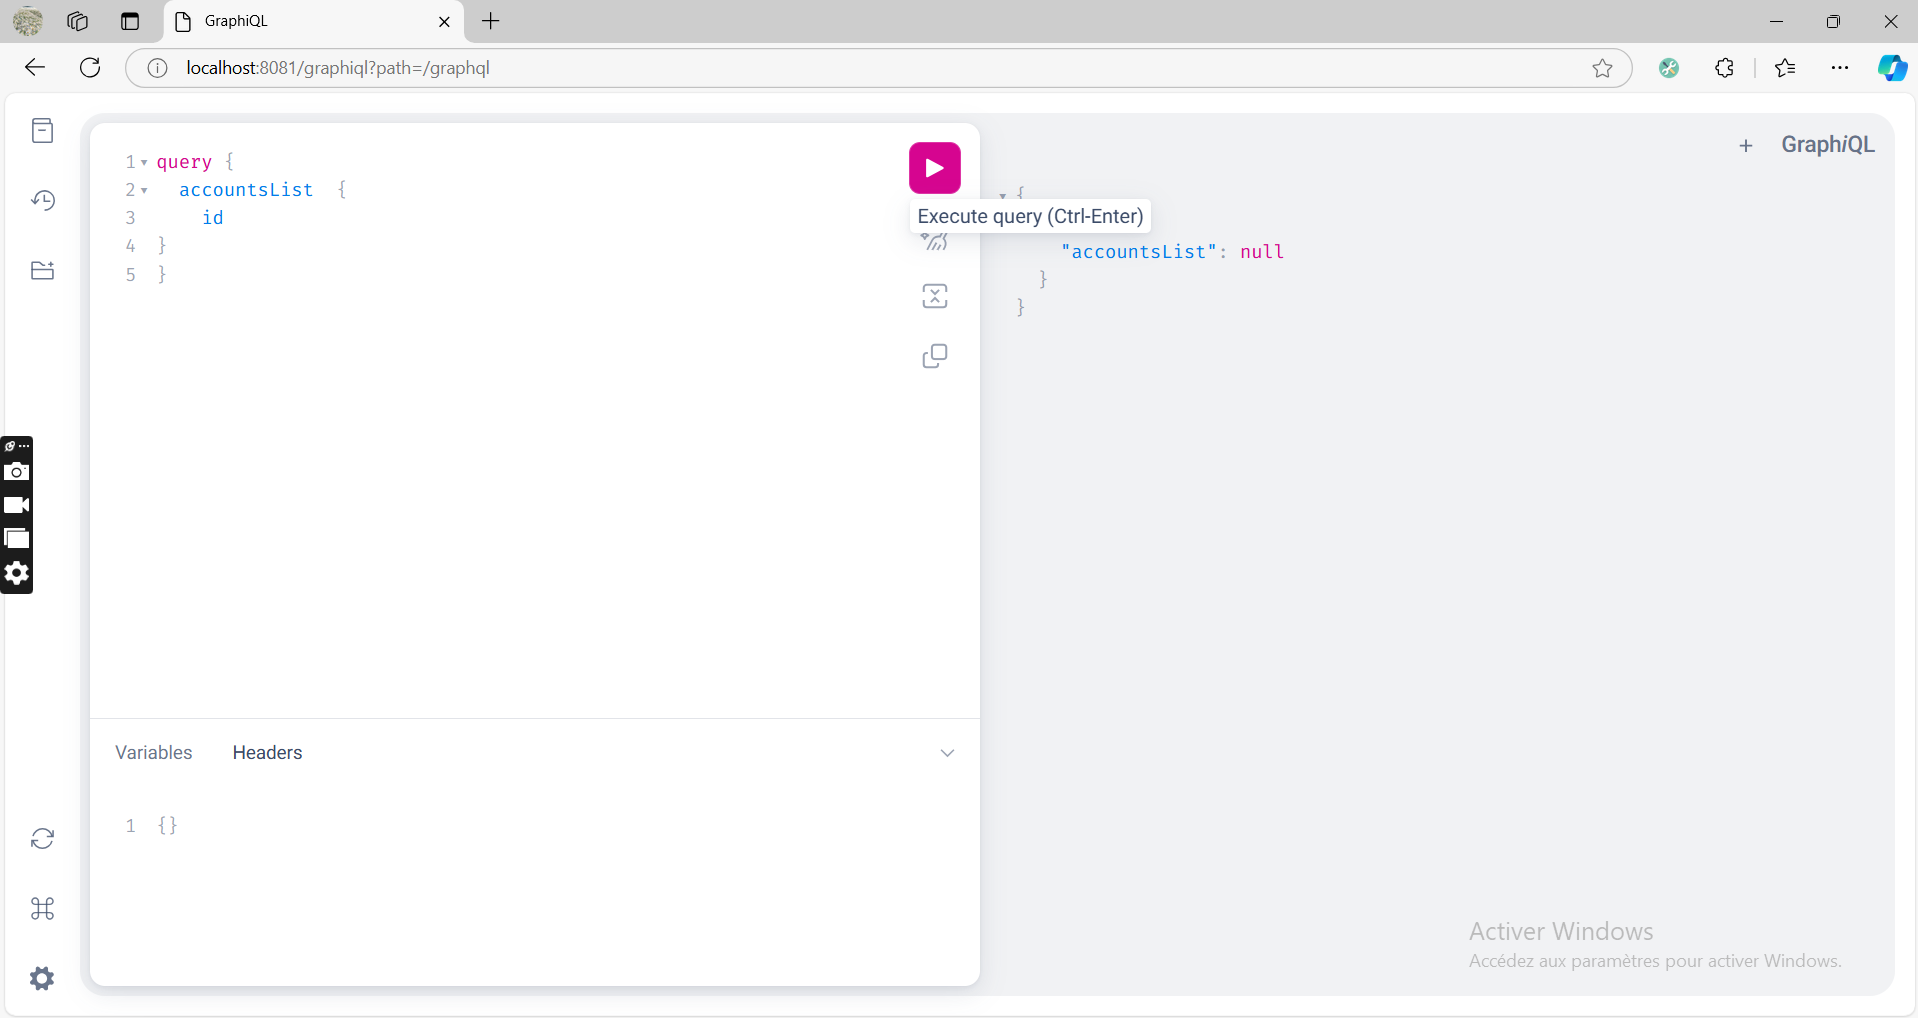 GraphiQL
localhost:8081/graphiql?path=/graphql
GraphiQL
1 query {
2 accountsList {
3 id
4 }
5 }
Execute query (Ctrl-Enter)
{
"accountsList": null
}
}
Variables Headers
1 {}
Activer Windows
Accédez aux paramètres pour activer Windows.